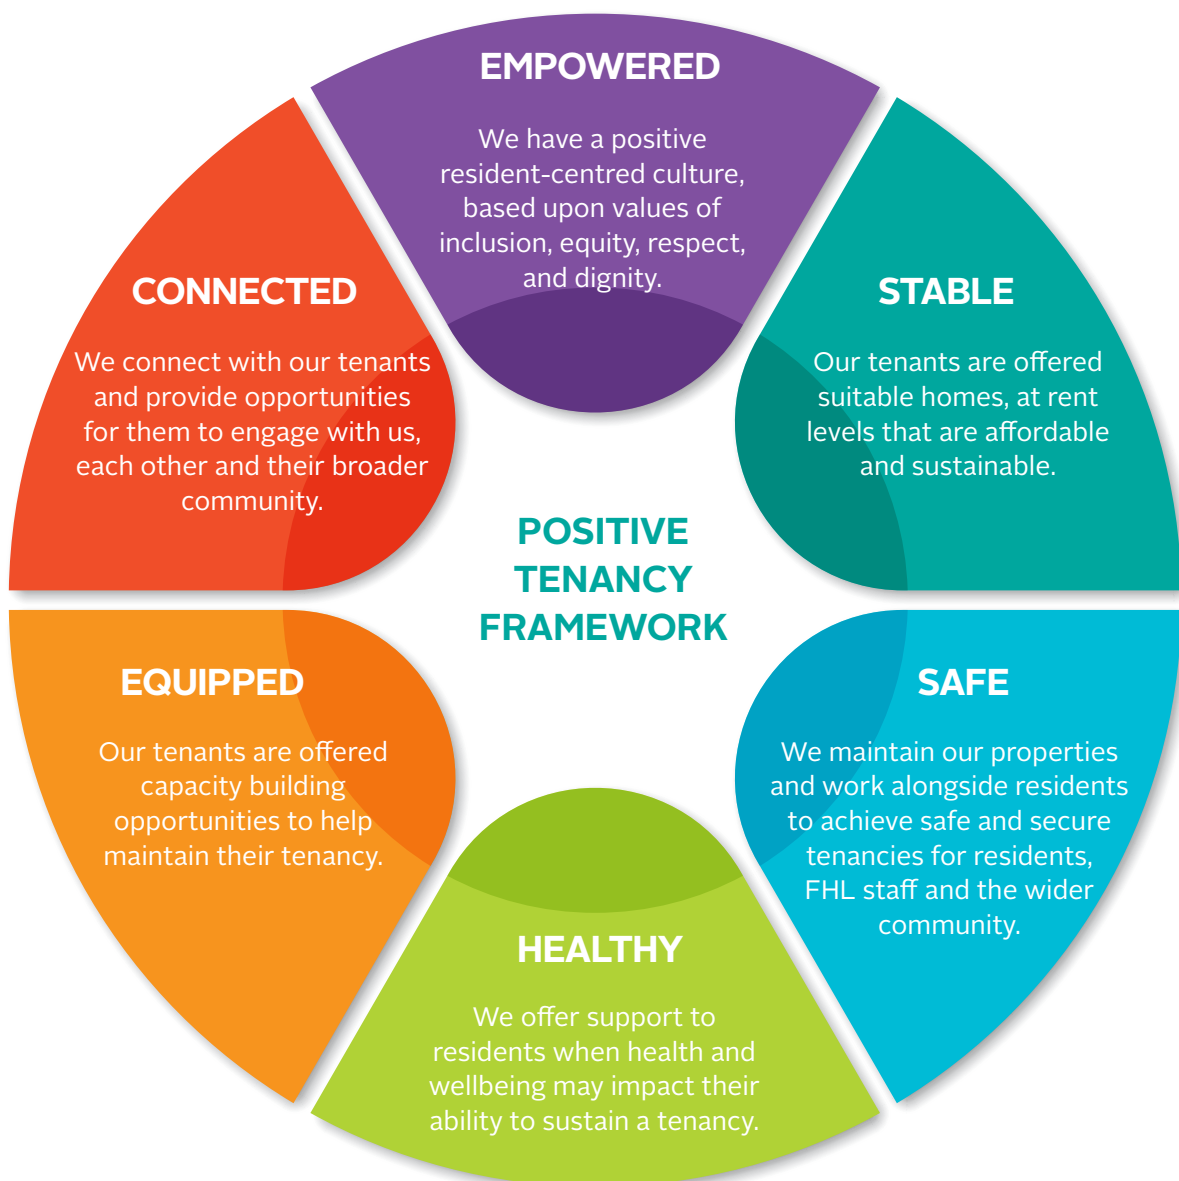 EMPOWERED
We have a positive
resident-centred culture,
based upon values of
inclusion, equity, respect,
and dignity.
STABLE
Our tenants are offered
suitable homes, at rent
levels that are affordable
and sustainable.
SAFE
We maintain our properties
and work alongside residents
to achieve safe and secure
tenancies for residents,
FHL staff and the wider
community.
HEALTHY
We offer support to
residents when health and
wellbeing may impact their
ability to sustain a tenancy.
EQUIPPED
Our tenants are offered
capacity building
opportunities to help
maintain their tenancy.
CONNECTED
We connect with our tenants
and provide opportunities
for them to engage with us,
each other and their broader
community.
POSITIVE
TENANCY
FRAMEWORK